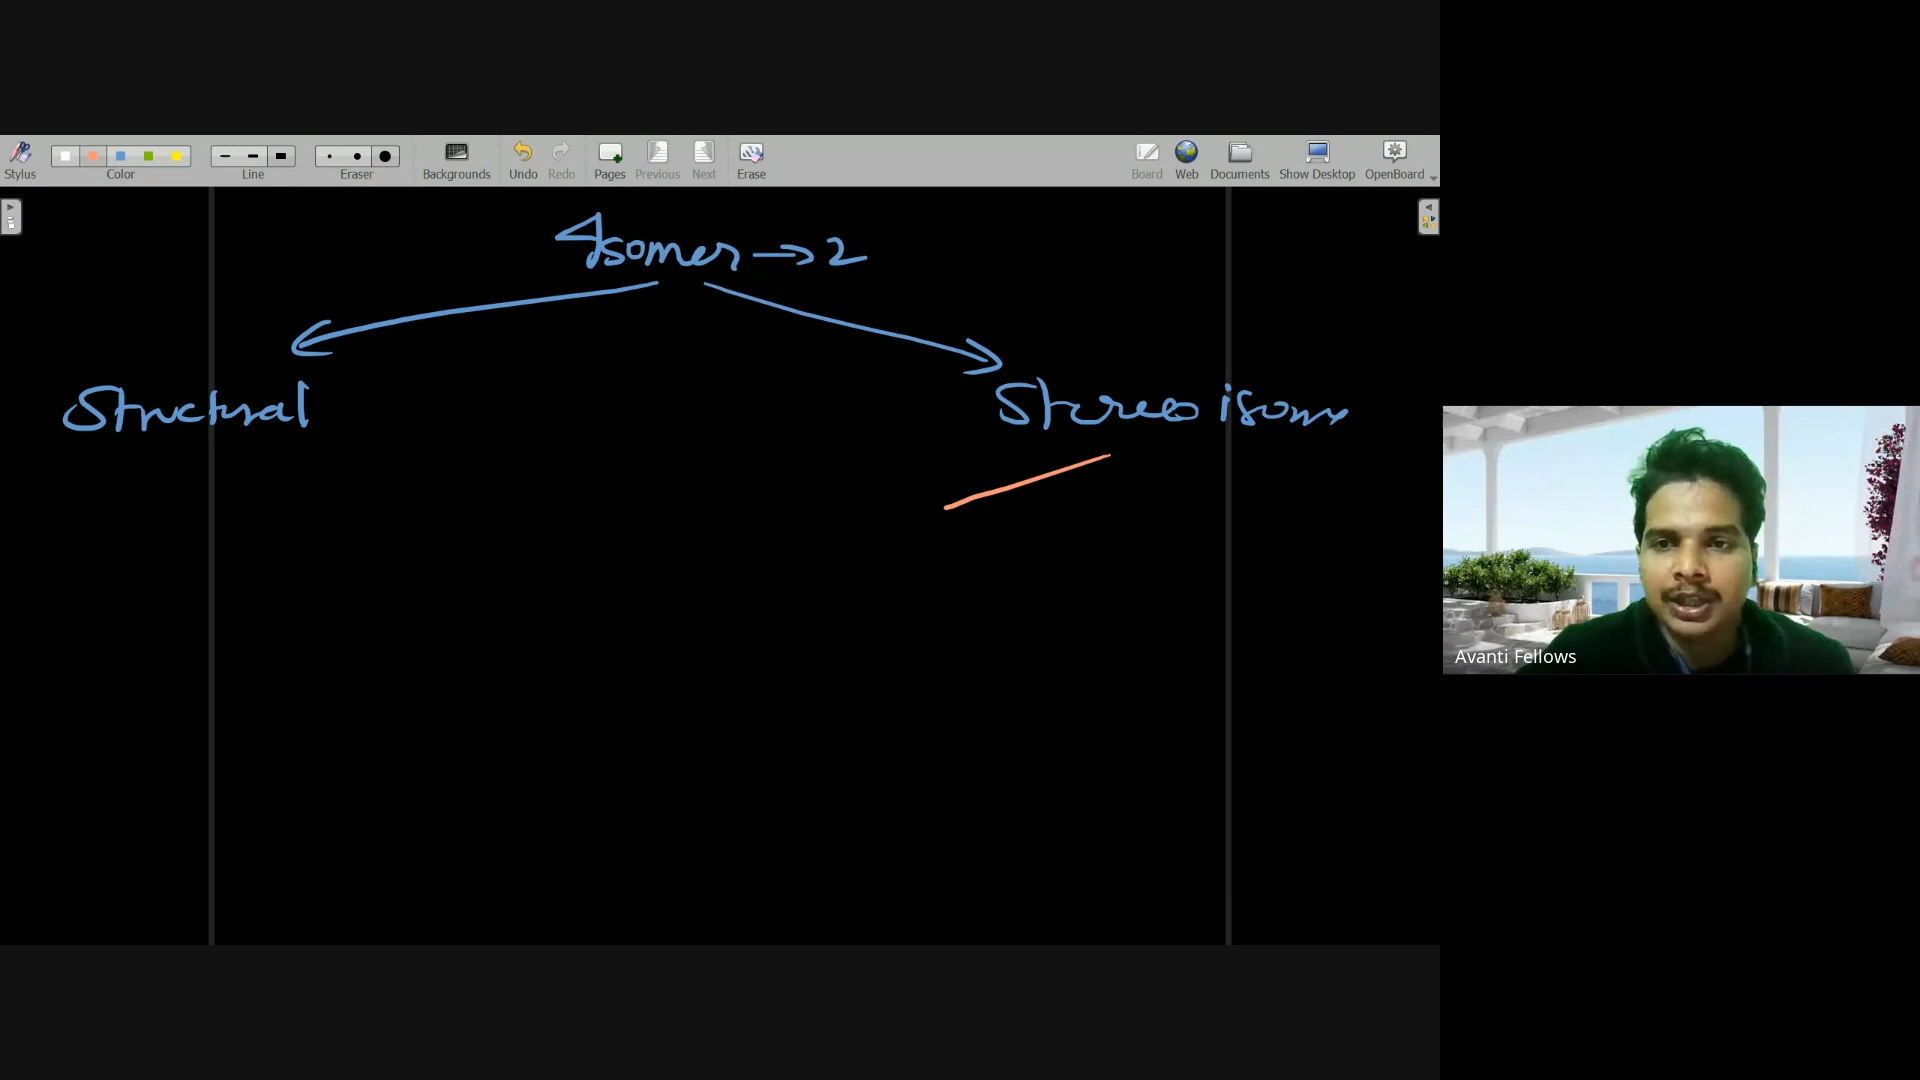 Stylus Color Line Eraser Backgrounds Undo Redo Pages Previous Next Erase Board Web Documents Show Desktop OpenBoard
Isomer → 2
Structural Stereo isomer
Avanti Fellows